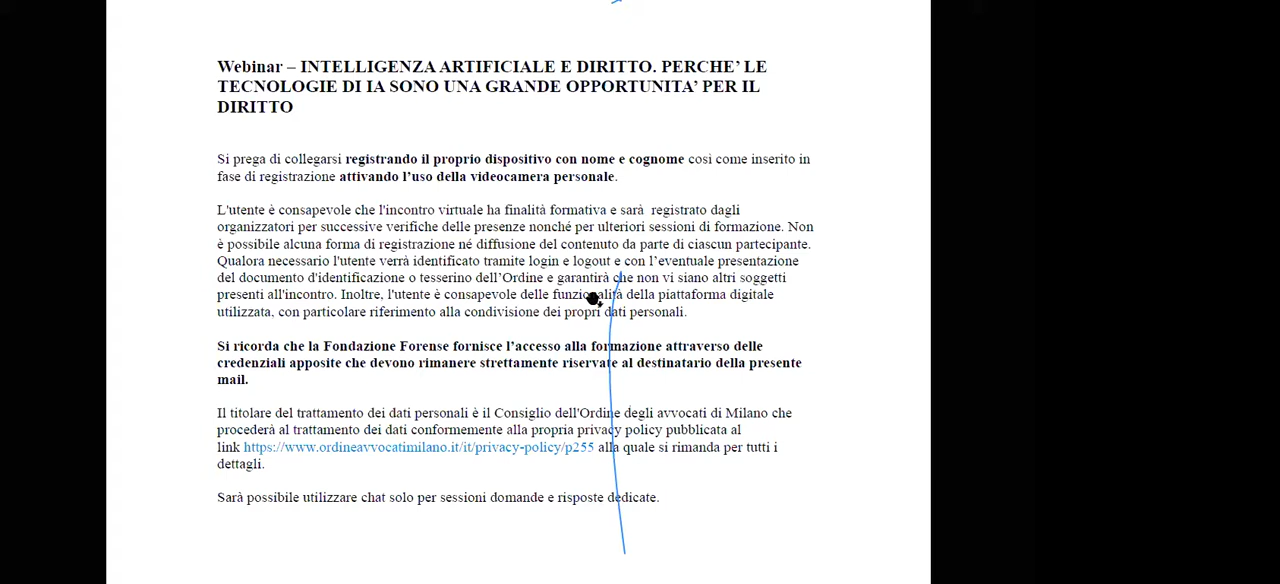 Webinar – INTELLIGENZA ARTIFICIALE E DIRITTO. PERCHE’ LE
TECNOLOGIE DI IA SONO UNA GRANDE OPPORTUNITA’ PER IL
DIRITTO
Si prega di collegarsi registrando il proprio dispositivo con nome e cognome così come inserito in
fase di registrazione attivando l’uso della videocamera personale.
L'utente è consapevole che l'incontro virtuale ha finalità formativa e sarà registrato dagli
organizzatori per successive verifiche delle presenze nonché per ulteriori sessioni di formazione. Non
è possibile alcuna forma di registrazione né diffusione del contenuto da parte di ciascun partecipante.
Qualora necessario l'utente verrà identificato tramite login e logout e con l’eventuale presentazione
del documento d'identificazione o tesserino dell’Ordine e garantirà che non vi siano altri soggetti
presenti all'incontro. Inoltre, l'utente è consapevole delle funzionalità della piattaforma digitale
utilizzata, con particolare riferimento alla condivisione dei propri dati personali.
Si ricorda che la Fondazione Forense fornisce l’accesso alla formazione attraverso delle
credenziali apposite che devono rimanere strettamente riservate al destinatario della presente
mail.
Il titolare del trattamento dei dati personali è il Consiglio dell'Ordine degli avvocati di Milano che
procederà al trattamento dei dati conformemente alla propria privacy policy pubblicata al
link https://www.ordineavvocatimilano.it/it/privacy-policy/p255 alla quale si rimanda per tutti i
dettagli.
Sarà possibile utilizzare chat solo per sessioni domande e risposte dedicate.